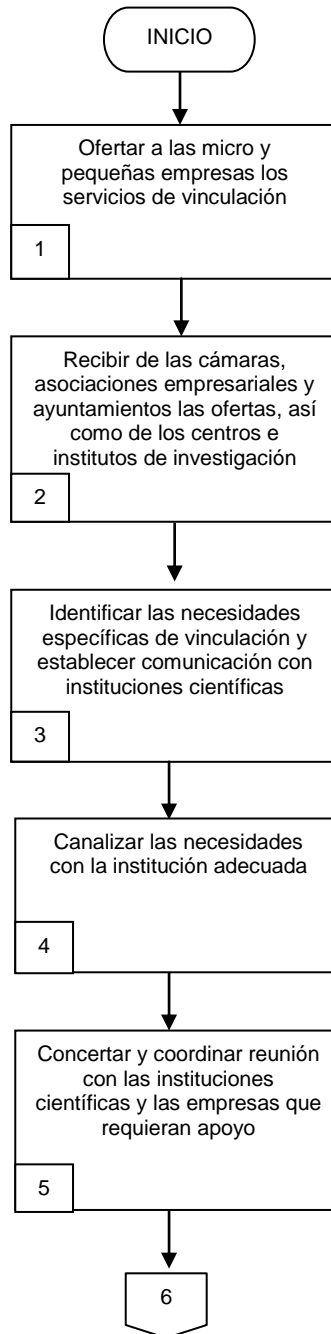 INICIO
Ofertar a las micro y
pequeñas empresas los
servicios de vinculación
1
Recibir de las cámaras,
asociaciones empresariales y
ayuntamientos las ofertas, así
como de los centros e
institutos de investigación
2
Identificar las necesidades
específicas de vinculación y
establecer comunicación con
instituciones científicas
3
Canalizar las necesidades
con la institución adecuada
4
Concertar y coordinar reunión
con las instituciones
científicas y las empresas que
requieran apoyo
5
6